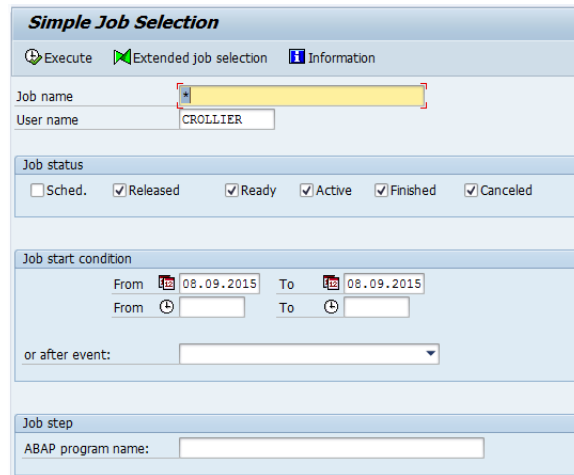 Simple Job Selection
Execute Extended job selection Information
Job name *
User name CROLLIER
Job status
Sched. Released Ready Active Finished Canceled
Job start condition
From 08.09.2015 To 08.09.2015
From To
or after event:
Job step
ABAP program name: